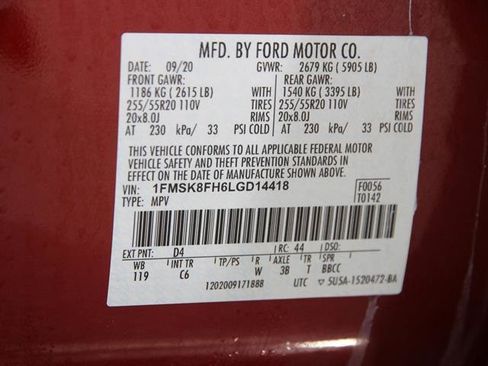 MFD. BY FORD MOTOR CO.
DATE: 09/20 GVWR: 2679 KG ( 5905 LB)
FRONT GAWR: REAR GAWR:
1186 KG ( 2615 LB) WITH 1540 KG ( 3395 LB) WITH
255/55R20 110V TIRES 255/55R20 110V TIRES
20x8.0J RIMS 20x8.0J RIMS
AT 230 kPa/ 33 PSI COLD AT 230 kPa/ 33 PSI COLD
THIS VEHICLE CONFORMS TO ALL APPLICABLE FEDERAL MOTOR
VEHICLE SAFETY AND THEFT PREVENTION STANDARDS IN EFFECT
ON THE DATE OF MANUFACTURE SHOWN ABOVE.
VIN: 1FMSK8FH6LGD14418 F0056
TYPE: MPV T0142
EXT PNT: D4 RC: 44 DSO:
WB INT TR TP/PS R AXLE TR SPR
119 C6 W 3B T BBCC
1202009171888 UTC 5U5A-1520472-BA